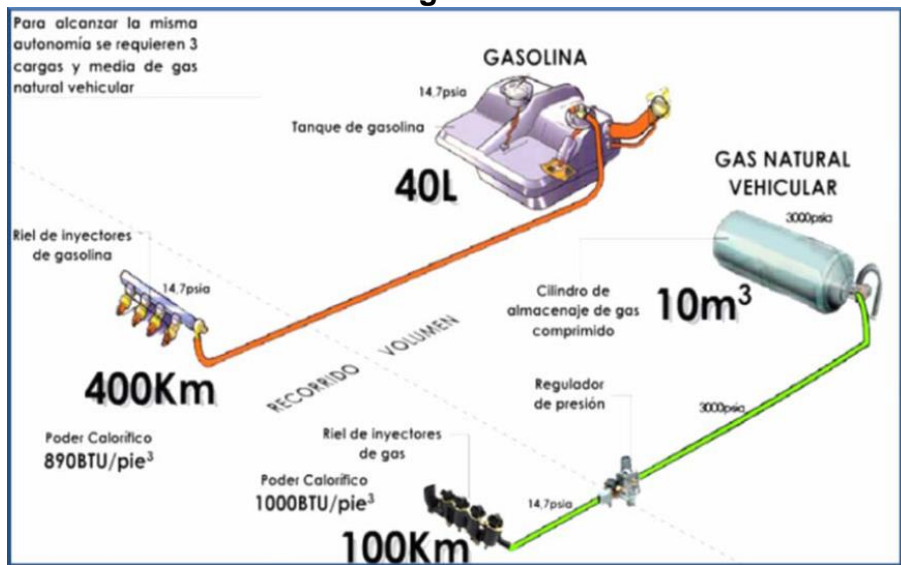 Para alcanzar la misma
autonomía se requieren 3
cargas y media de gas
natural vehicular
GASOLINA
14.7psia
Tanque de gasolina
40L
GAS NATURAL
VEHICULAR
3000psia
Riel de inyectores
de gasolina
14,7psia
Cilindro de
almacenaje de gas
comprimido
10m³
400Km
RECORRIDO VOLUMEN
Regulador
de presión
3000psia
Poder Calorífico
890BTU/pie³
Riel de inyectores
de gas
Poder Calorífico
1000BTU/pie³
14,7psia
100Km